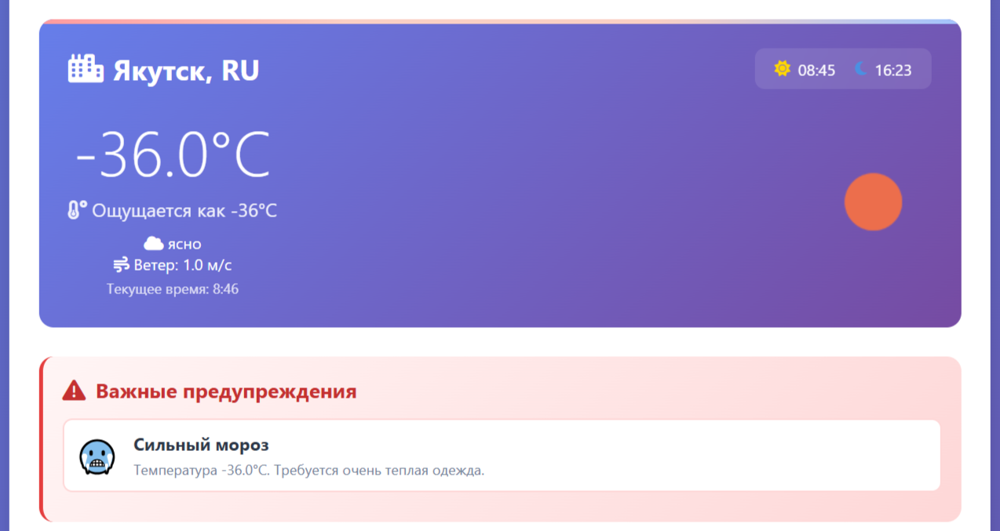 Якутск, RU
08:45 16:23
-36.0°C
Ощущается как -36°C
ясно
Ветер: 1.0 м/с
Текущее время: 8:46
Важные предупреждения
Сильный мороз
Температура -36.0°C. Требуется очень теплая одежда.